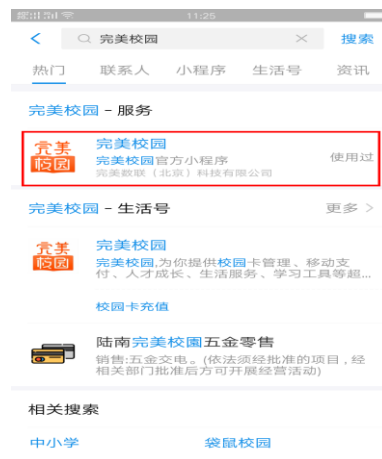 11:25
完美校园
搜索
热门 联系人 小程序 生活号 资讯
完美校园 – 服务
完美校园
完美校园
完美校园官方小程序
使用过
完美数联（北京）科技有限公司
完美校园 – 生活号
更多 >
完美校园
完美校园
完美校园,为你提供校园卡管理、移动支
付、人才成长、生活服务、学习工具等超...
校园卡充值
陆南完美校園五金零售
销售:五金交电。(依法须经批准的项目，经
相关部门批准后方可开展经营活动)
相关搜索
中小学 袋鼠校园